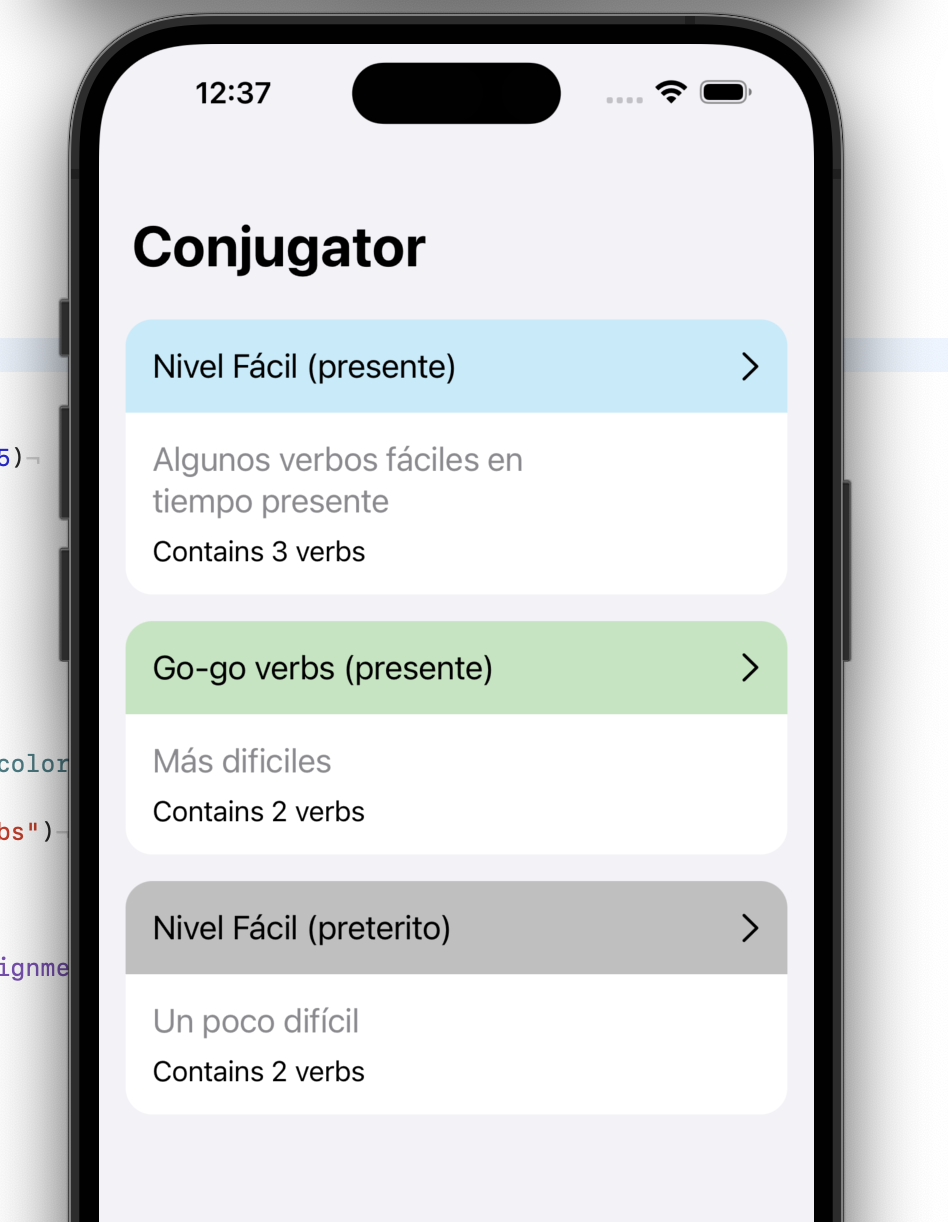 12:37
Conjugator
Nivel Fácil (presente)
5)¬
Algunos verbos fáciles en
tiempo presente
Contains 3 verbs
Go-go verbs (presente)
color
Más dificiles
Contains 2 verbs
bs")
Nivel Fácil (preterito)
ignme
Un poco difícil
Contains 2 verbs